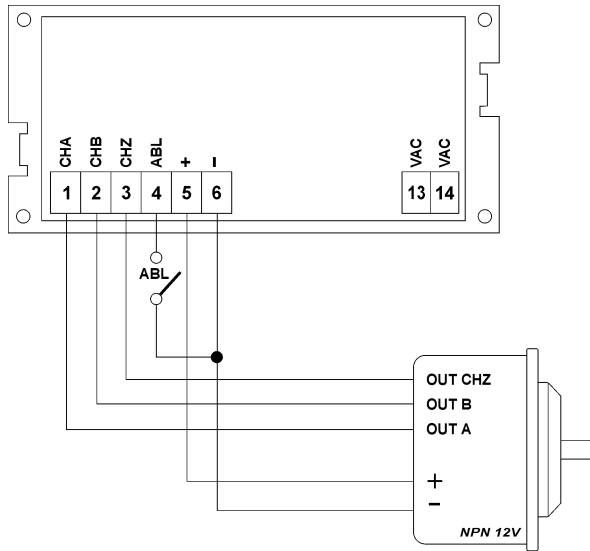 CHA CHB CHZ ABL + - VAC VAC
1 2 3 4 5 6 13 14
ABL
OUT CHZ
OUT B
OUT A
+
-
NPN 12V